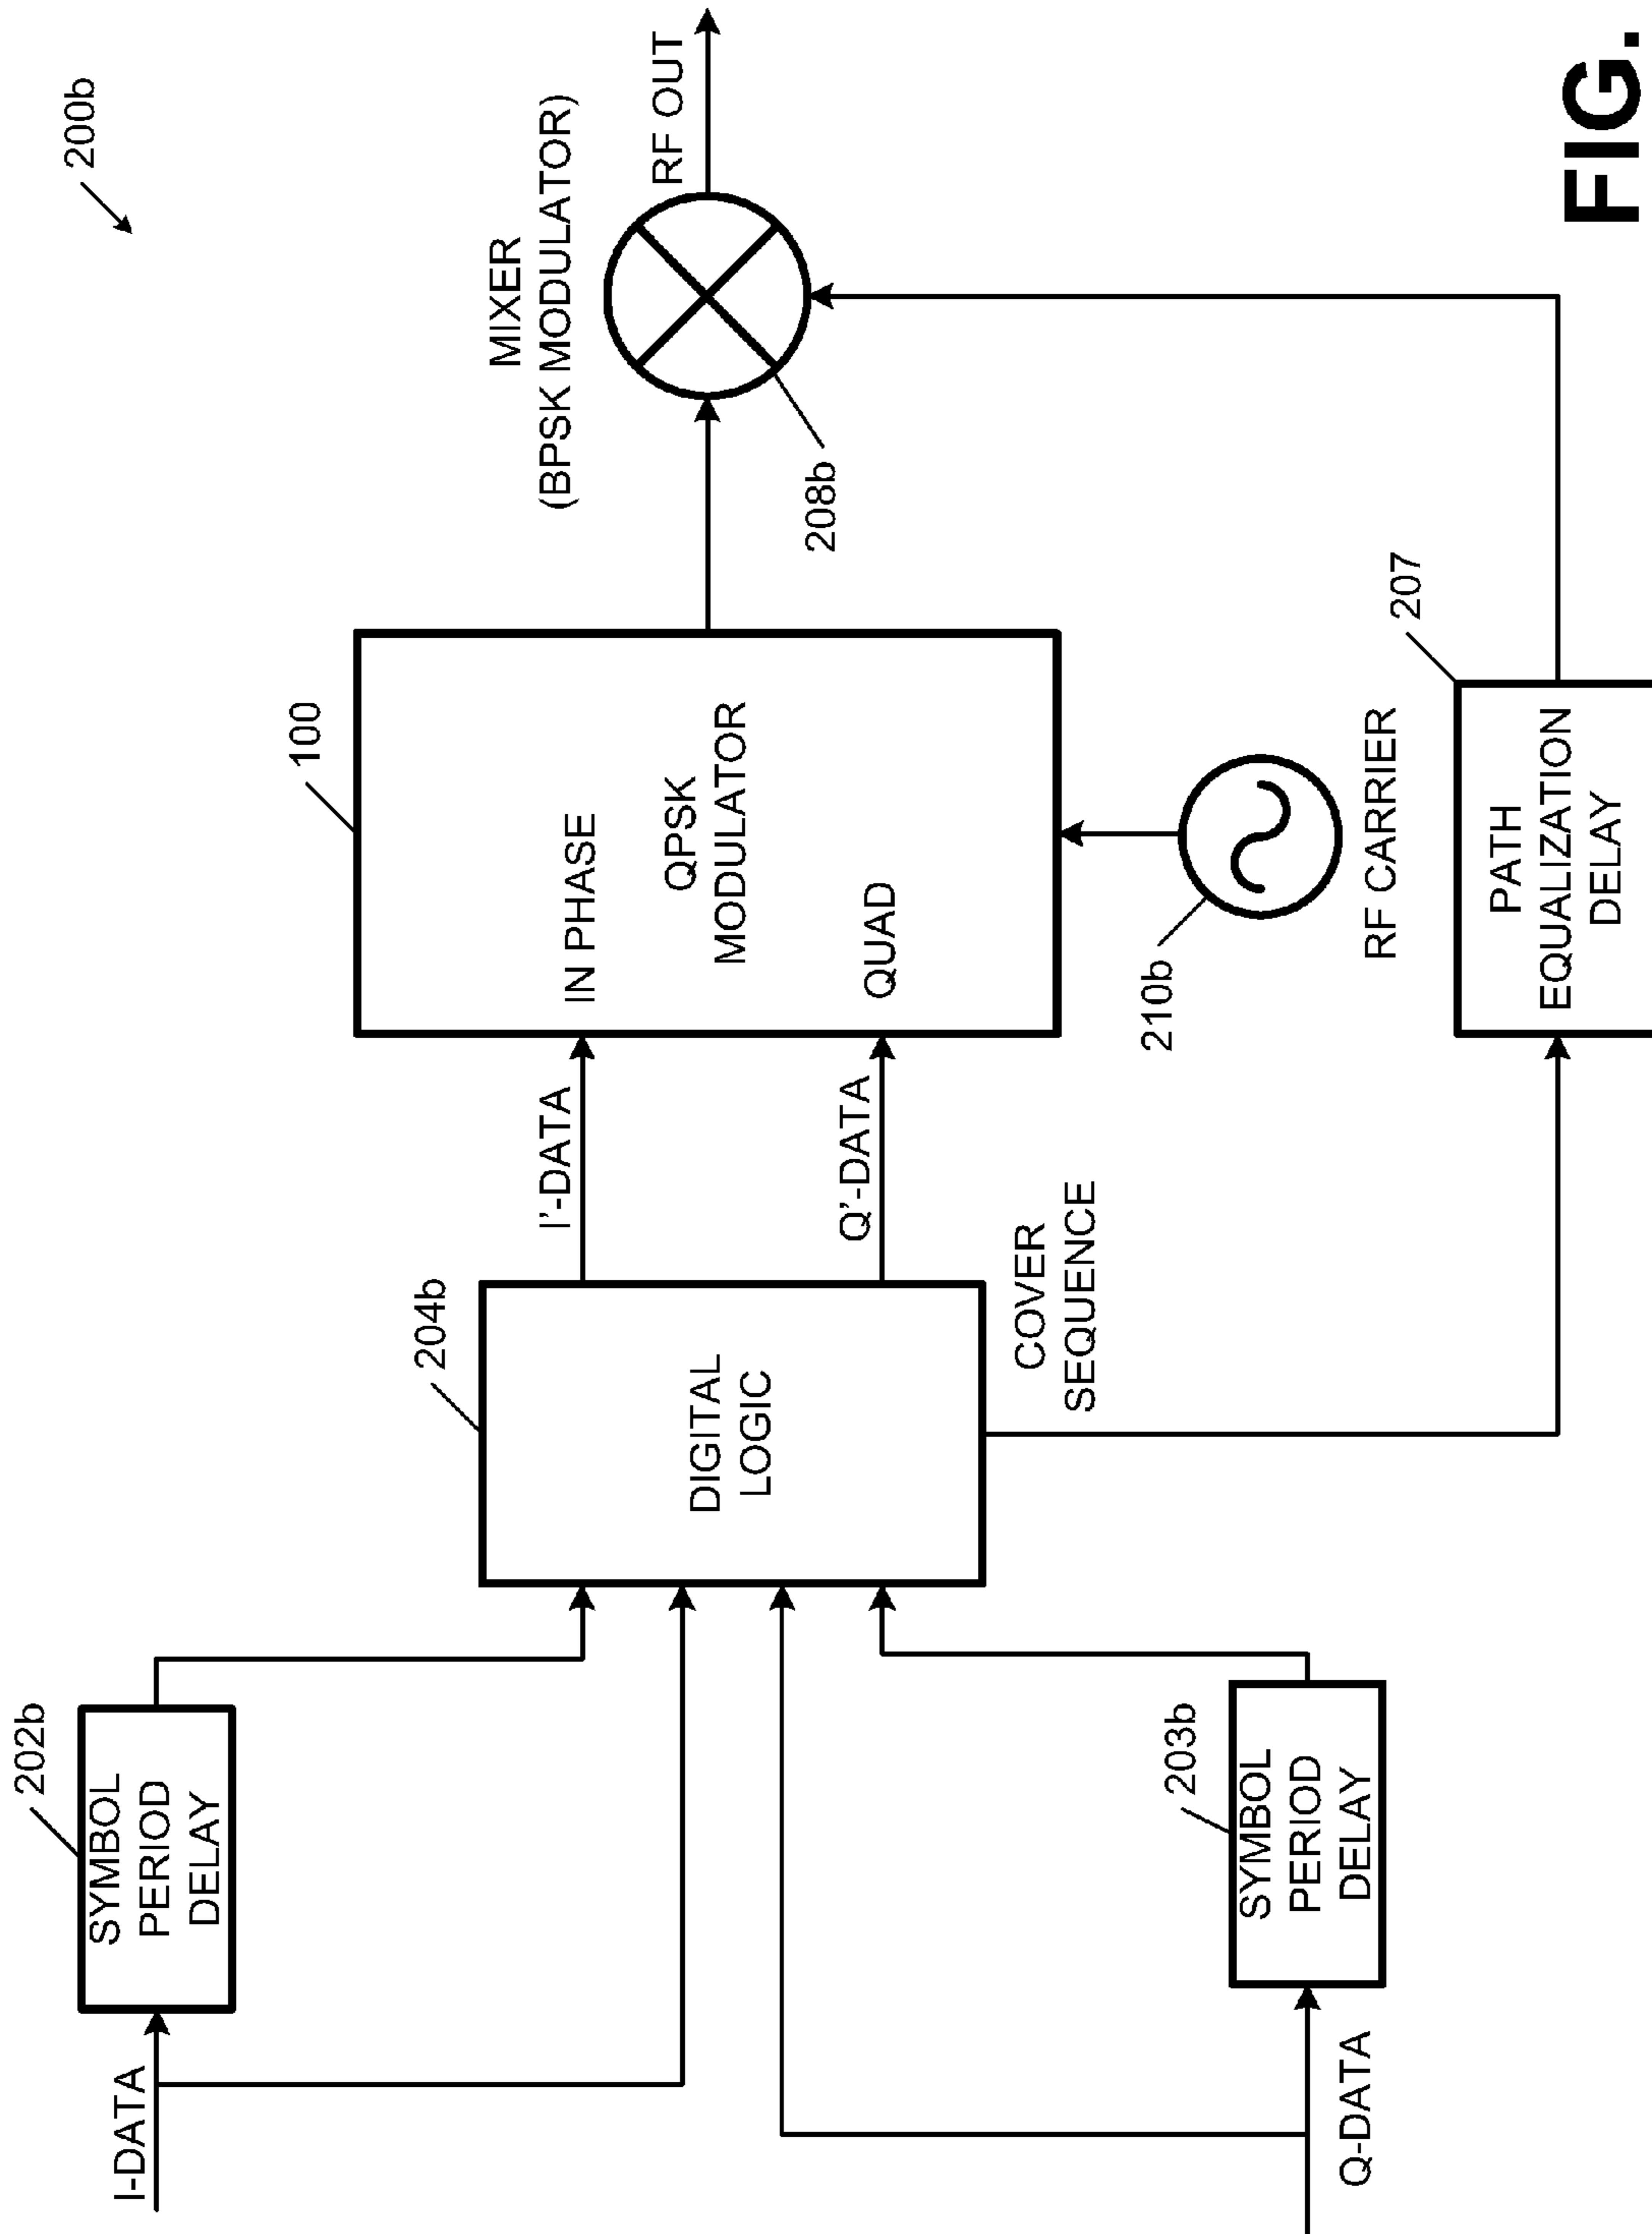 200b
I-DATA
202b
SYMBOL
PERIOD
DELAY
204b
DIGITAL
LOGIC
I'-DATA
Q'-DATA
100
IN PHASE
QPSK
MODULATOR
QUAD
MIXER
(BPSK MODULATOR)
RF OUT
208b
COVER
SEQUENCE
210b
RF CARRIER
Q-DATA
203b
SYMBOL
PERIOD
DELAY
207
PATH
EQUALIZATION
DELAY
FIG.